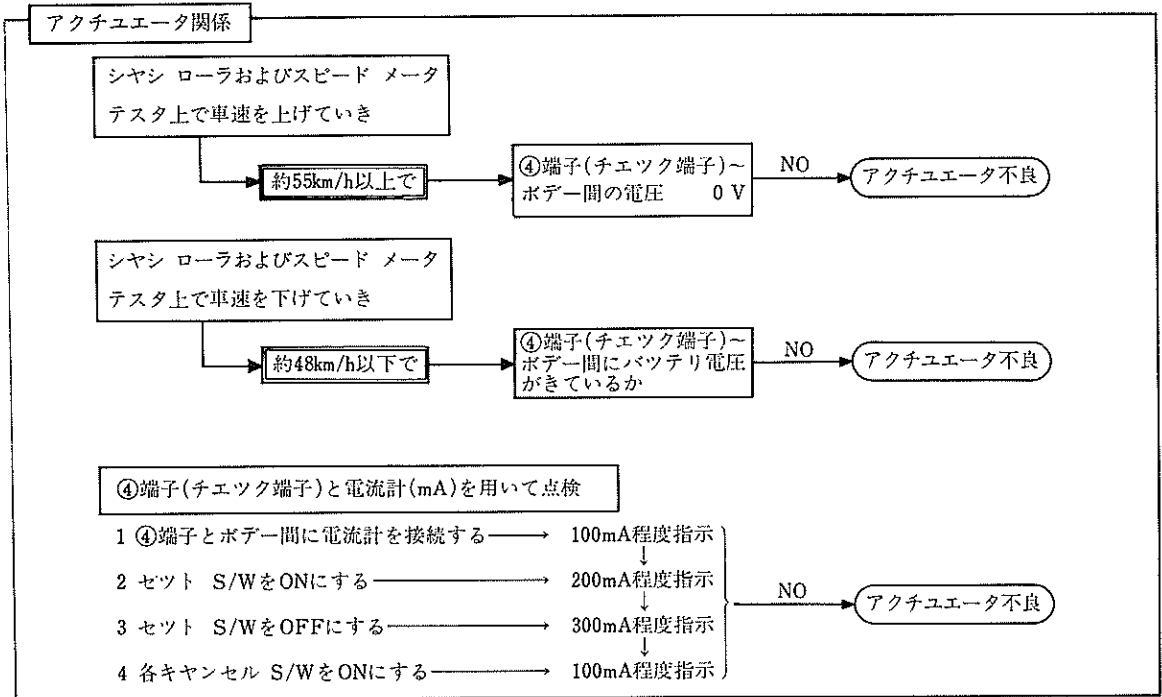 アクチユエータ関係
シヤシ ローラおよびスピード メータ
テスタ上で車速を上げていき
約55km/h以上で
④端子(チエツク端子)~
ボデー間の電圧 0 V
NO
アクチユエータ不良
シヤシ ローラおよびスピード メータ
テスタ上で車速を下げていき
約48km/h以下で
④端子(チエツク端子)~
ボデー間にバツテリ電圧
がきているか
NO
アクチユエータ不良
④端子(チエツク端子)と電流計(mA)を用いて点検
1 ④端子とボデー間に電流計を接続する → 100mA程度指示
↓
2 セツト S/WをONにする → 200mA程度指示
↓
3 セツト S/WをOFFにする → 300mA程度指示
↓
4 各キヤンセル S/WをONにする → 100mA程度指示
NO
アクチユエータ不良